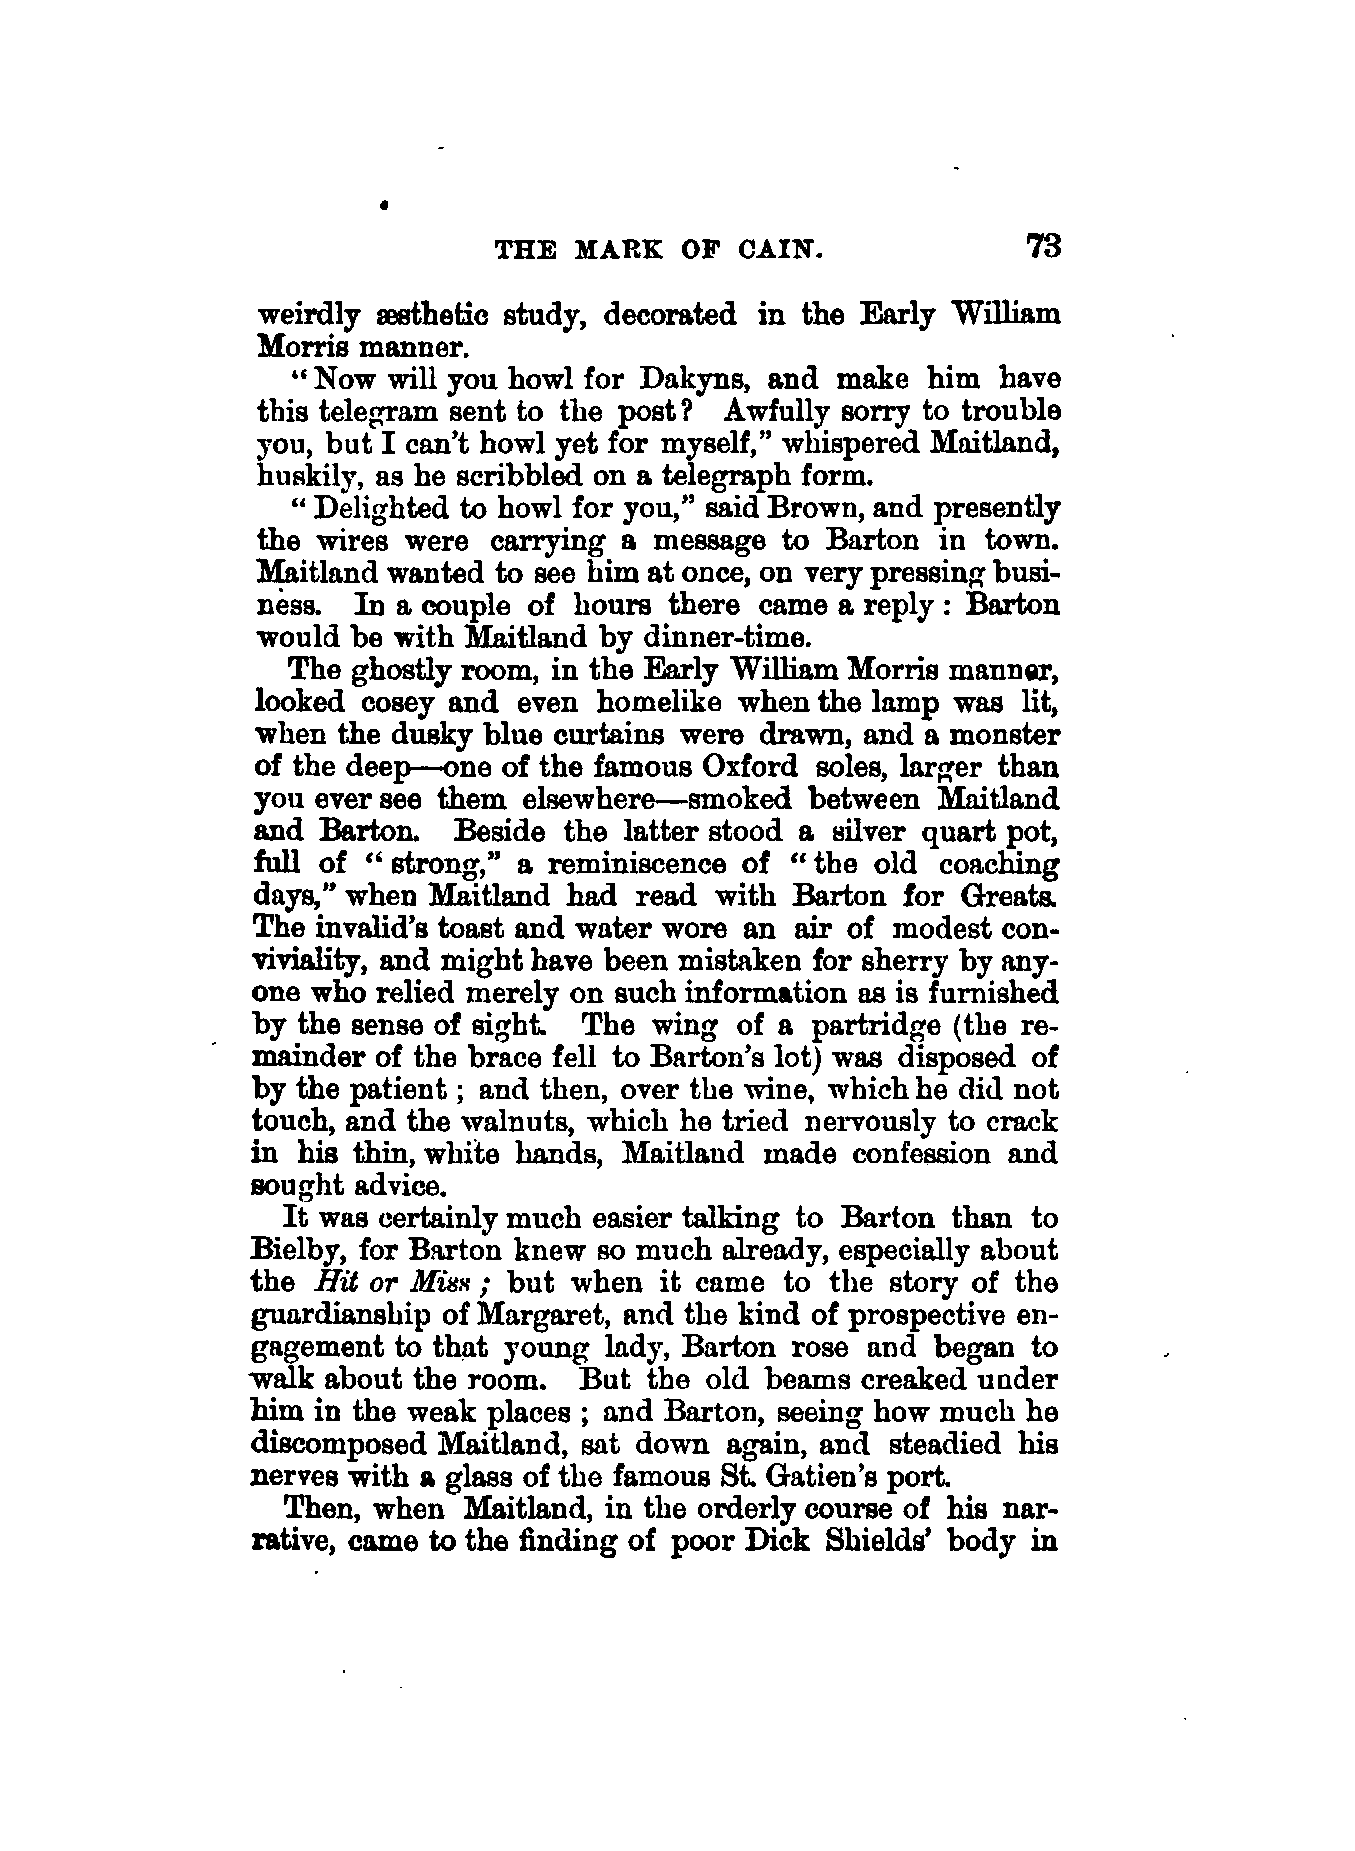 THE MARK OF CAIN. 73
weirdly æsthetic study, decorated in the Early William
Morris manner.
“Now will you howl for Dakyns, and make him have
this telegram sent to the post? Awfully sorry to trouble
you, but I can’t howl yet for myself,” whispered Maitland,
huskily, as he scribbled on a telegraph form.
“Delighted to howl for you,” said Brown, and presently
the wires were carrying a message to Barton in town.
Maitland wanted to see him at once, on very pressing busi-
ness. In a couple of hours there came a reply: Barton
would be with Maitland by dinner-time.
The ghostly room, in the Early William Morris manner,
looked cosey and even homelike when the lamp was lit,
when the dusky blue curtains were drawn, and a monster
of the deep—one of the famous Oxford soles, larger than
you ever see them elsewhere—smoked between Maitland
and Barton. Beside the latter stood a silver quart pot,
full of “strong,” a reminiscence of “the old coaching
days,” when Maitland had read with Barton for Greats.
The invalid’s toast and water wore an air of modest con-
viviality, and might have been mistaken for sherry by any-
one who relied merely on such information as is furnished
by the sense of sight. The wing of a partridge (the re-
mainder of the brace fell to Barton’s lot) was disposed of
by the patient; and then, over the wine, which he did not
touch, and the walnuts, which he tried nervously to crack
in his thin, white hands, Maitland made confession and
sought advice.
It was certainly much easier talking to Barton than to
Bielby, for Barton knew so much already, especially about
the Hit or Miss; but when it came to the story of the
guardianship of Margaret, and the kind of prospective en-
gagement to that young lady, Barton rose and began to
walk about the room. But the old beams creaked under
him in the weak places; and Barton, seeing how much he
discomposed Maitland, sat down again, and steadied his
nerves with a glass of the famous St. Gatien’s port.
Then, when Maitland, in the orderly course of his nar-
rative, came to the finding of poor Dick Shields’ body in